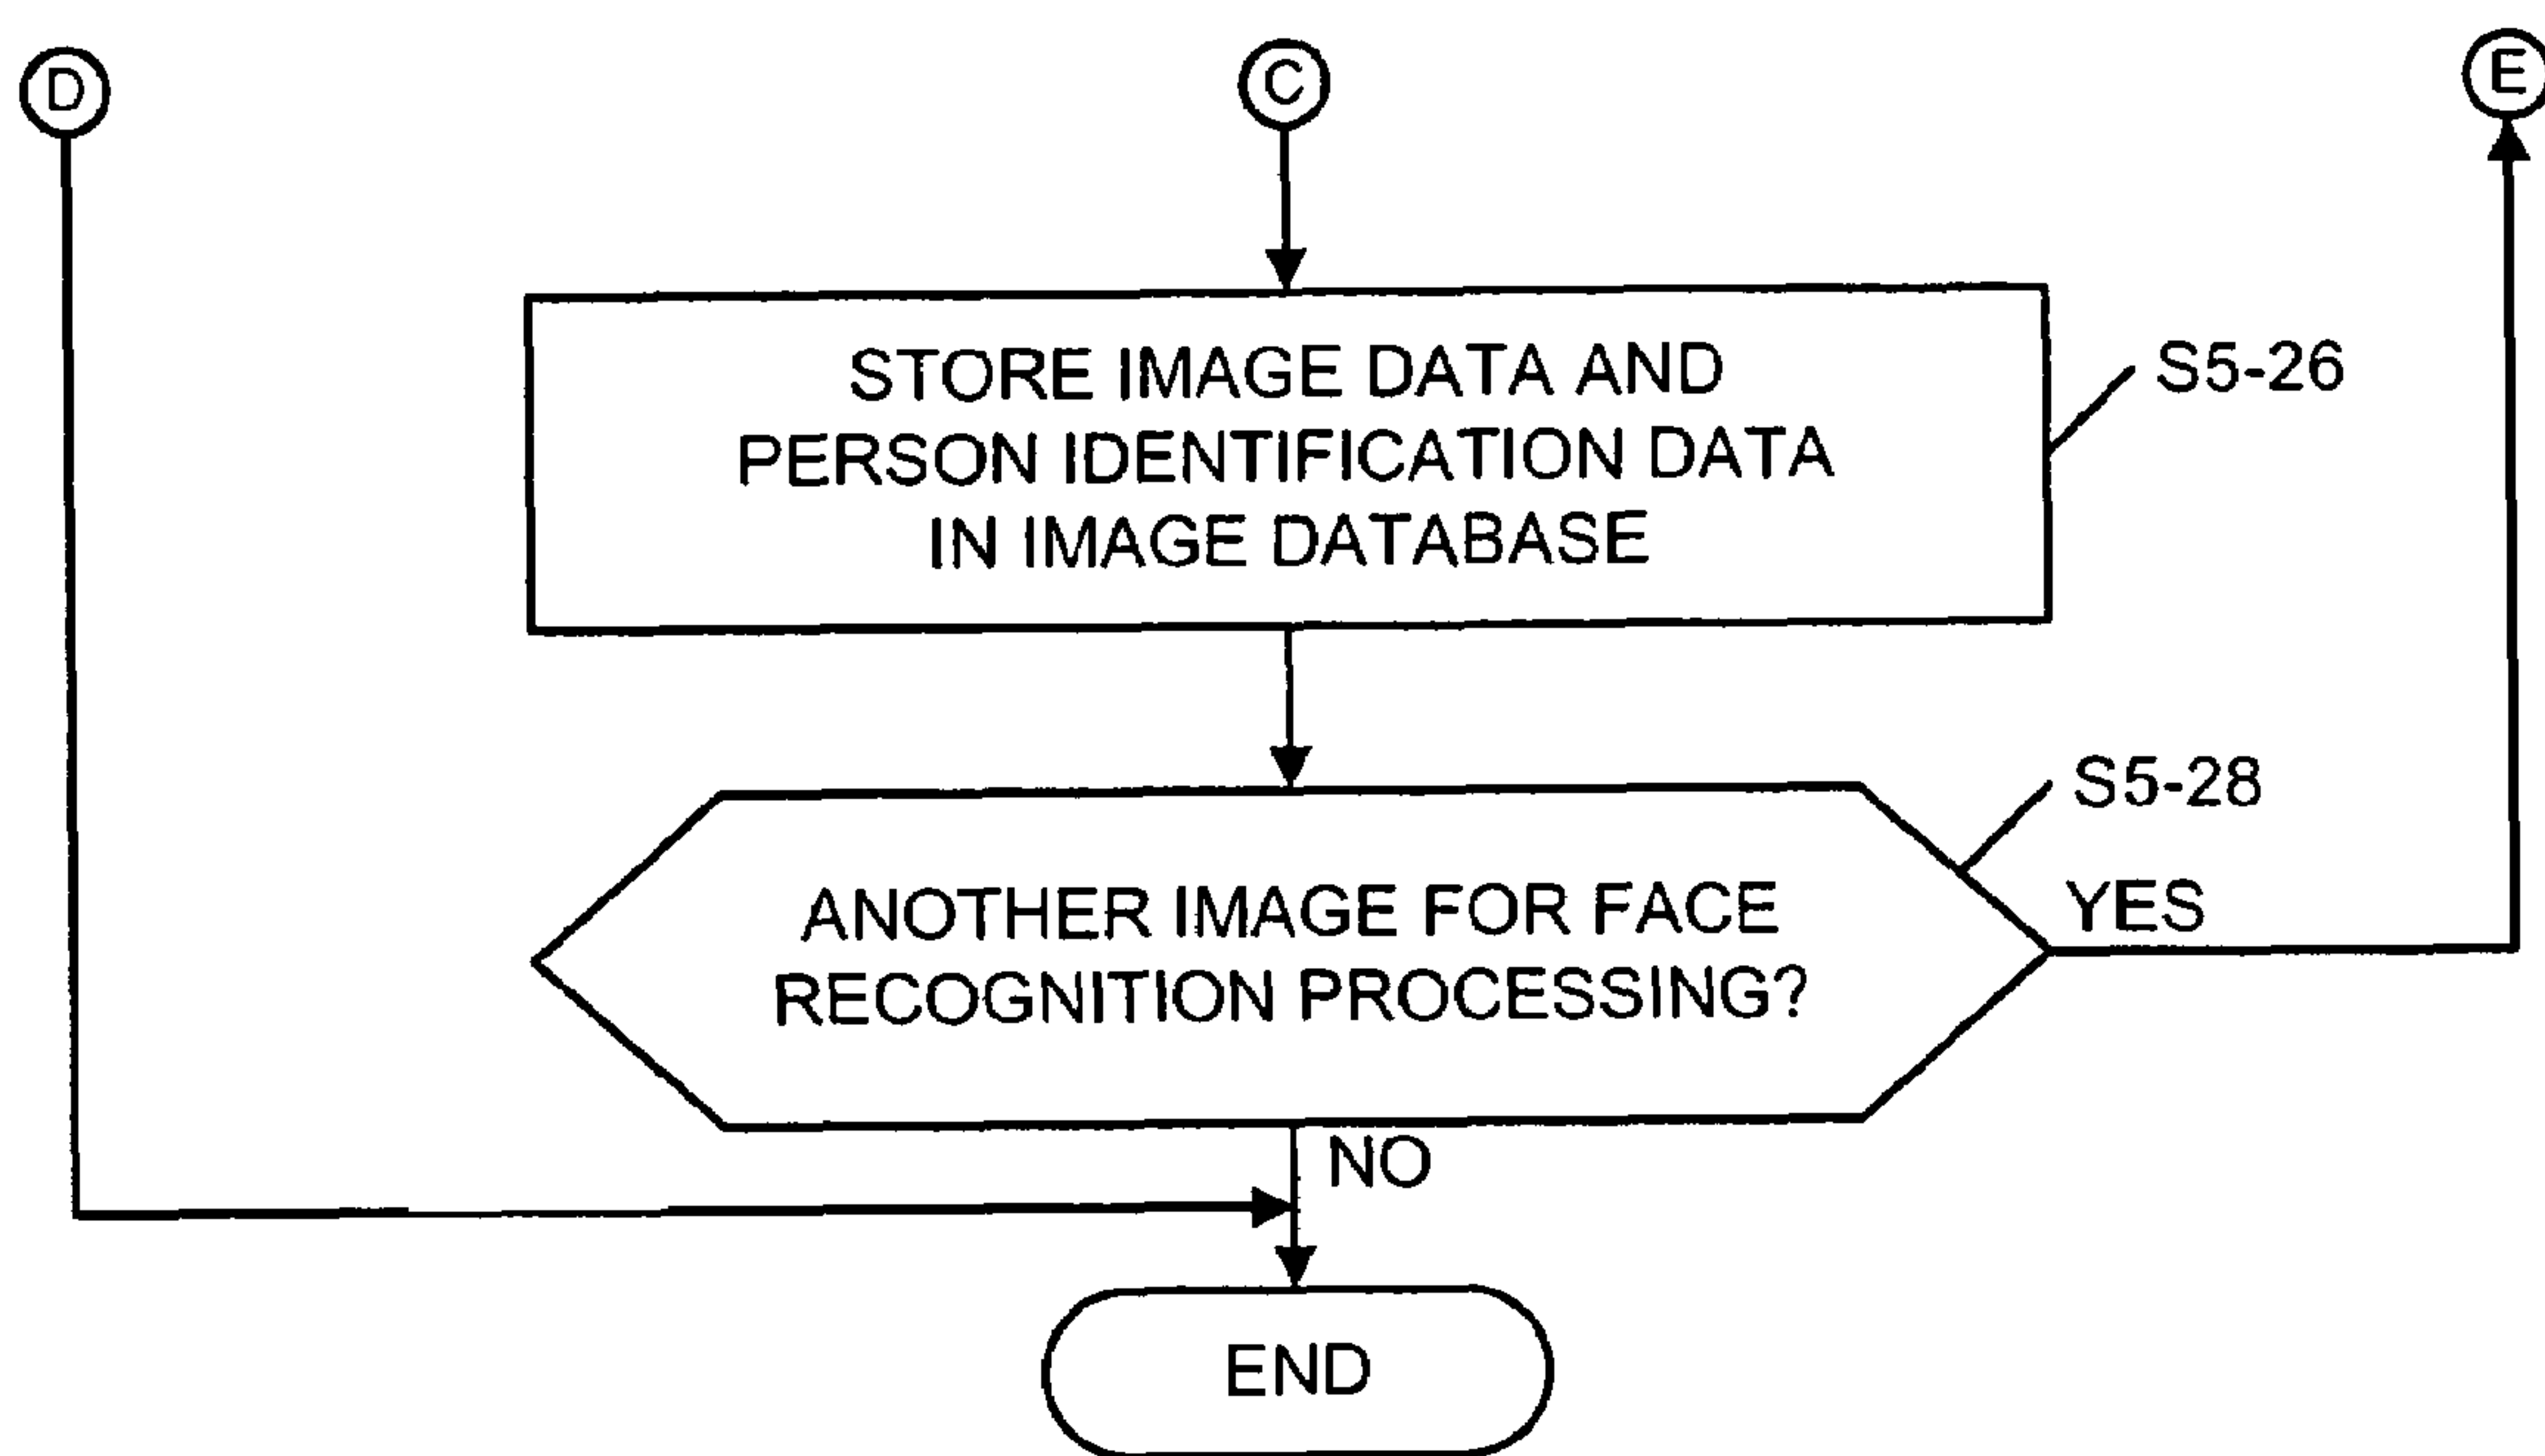 D
C
E
STORE IMAGE DATA AND
PERSON IDENTIFICATION DATA
IN IMAGE DATABASE
S5-26
S5-28
ANOTHER IMAGE FOR FACE
RECOGNITION PROCESSING?
YES
NO
END